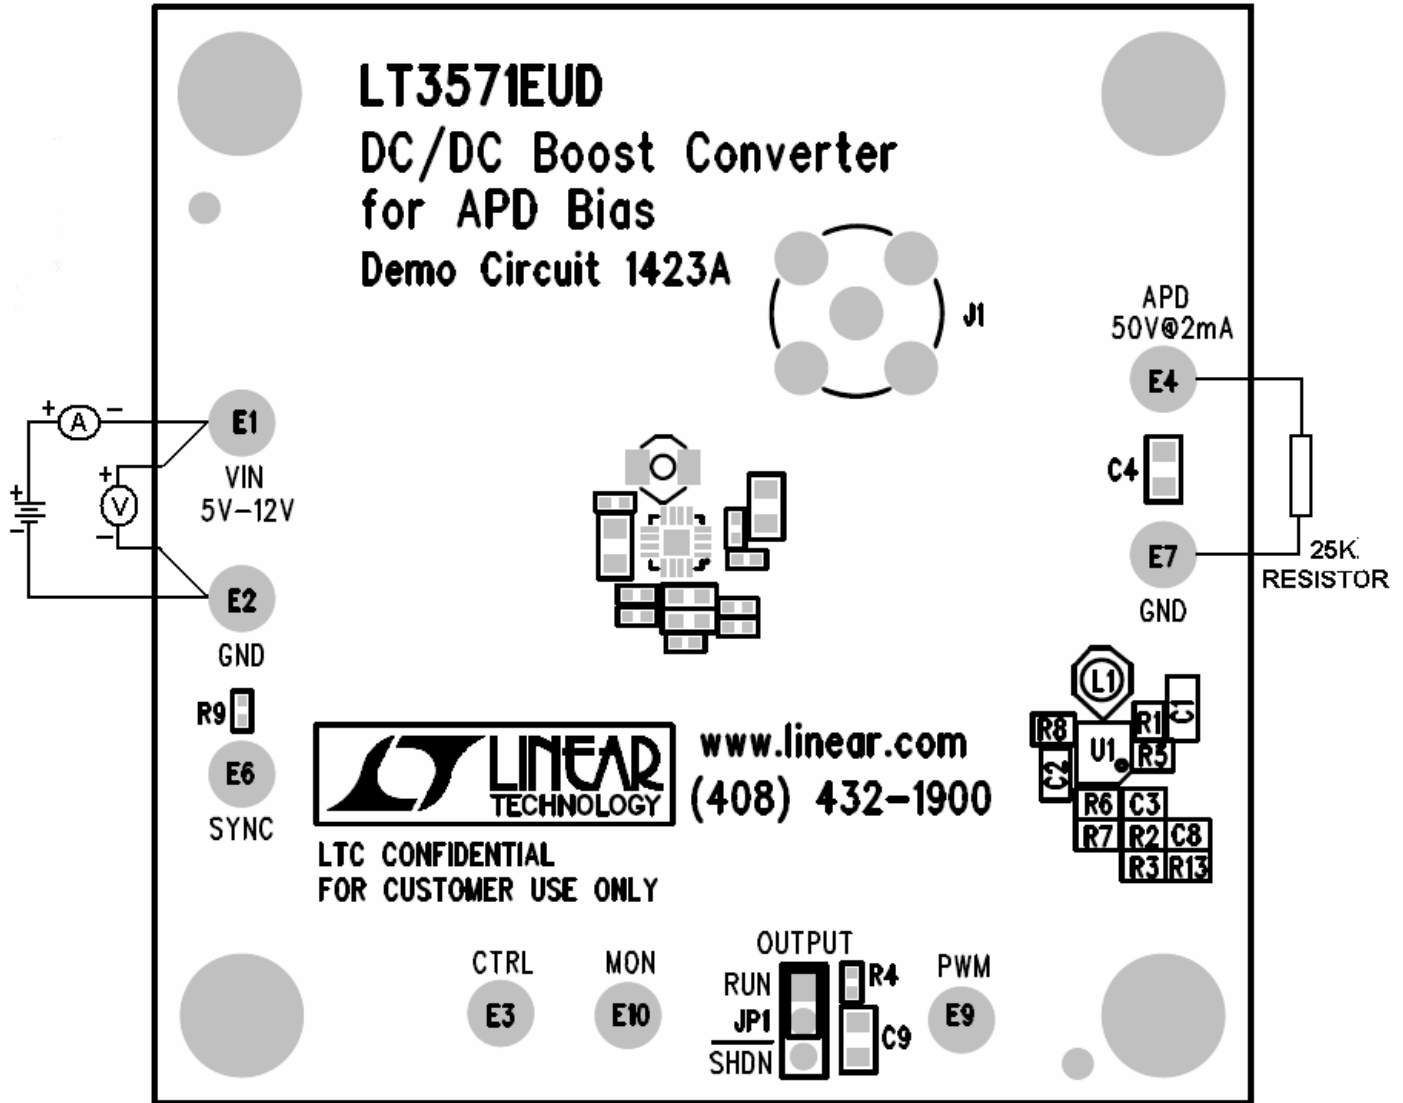 LT3571EUD
DC/DC Boost Converter
for APD Bias
Demo Circuit 1423A
J1
APD
50V@2mA
E4
C4
E7
GND
25K
RESISTOR
+ A -
+
-
+
V
-
E1
VIN
5V-12V
E2
GND
R9
E6
SYNC
LINEAR
TECHNOLOGY
www.linear.com
(408) 432-1900
LTC CONFIDENTIAL
FOR CUSTOMER USE ONLY
L1
R8 R1 C1
C2 U1 R5
R6 C3
R7 R2 C8
R3 R13
CTRL
E3
MON
E10
OUTPUT
RUN
JP1
SHDN
R4
C9
PWM
E9